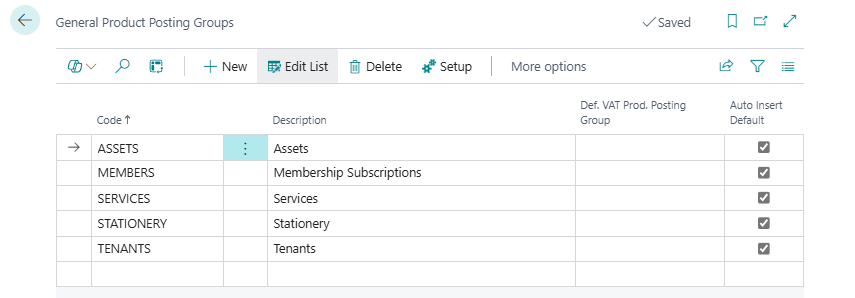 General Product Posting Groups
Saved
New Edit List Delete Setup More options
Code↑ Description Def. VAT Prod. Posting Group Auto Insert Default
ASSETS Assets
MEMBERS Membership Subscriptions
SERVICES Services
STATIONERY Stationery
TENANTS Tenants